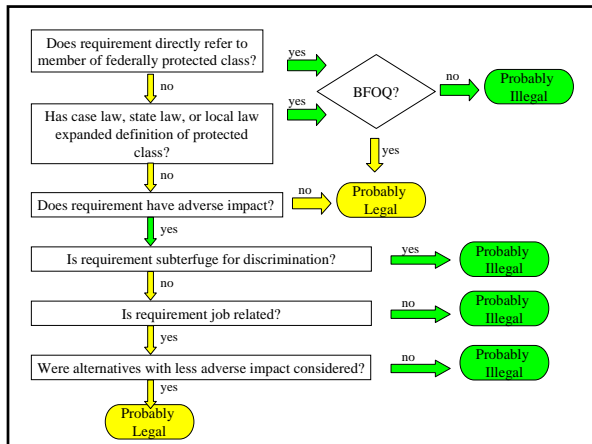 Does requirement directly refer to
member of federally protected class?
yes
no
BFOQ?
no
Probably
Illegal
Has case law, state law, or local law
expanded definition of protected
class?
yes
no
yes
Does requirement have adverse impact?
no
Probably
Legal
yes
Is requirement subterfuge for discrimination?
yes
Probably
Illegal
no
Is requirement job related?
no
Probably
Illegal
yes
Were alternatives with less adverse impact considered?
no
Probably
Illegal
yes
Probably
Legal